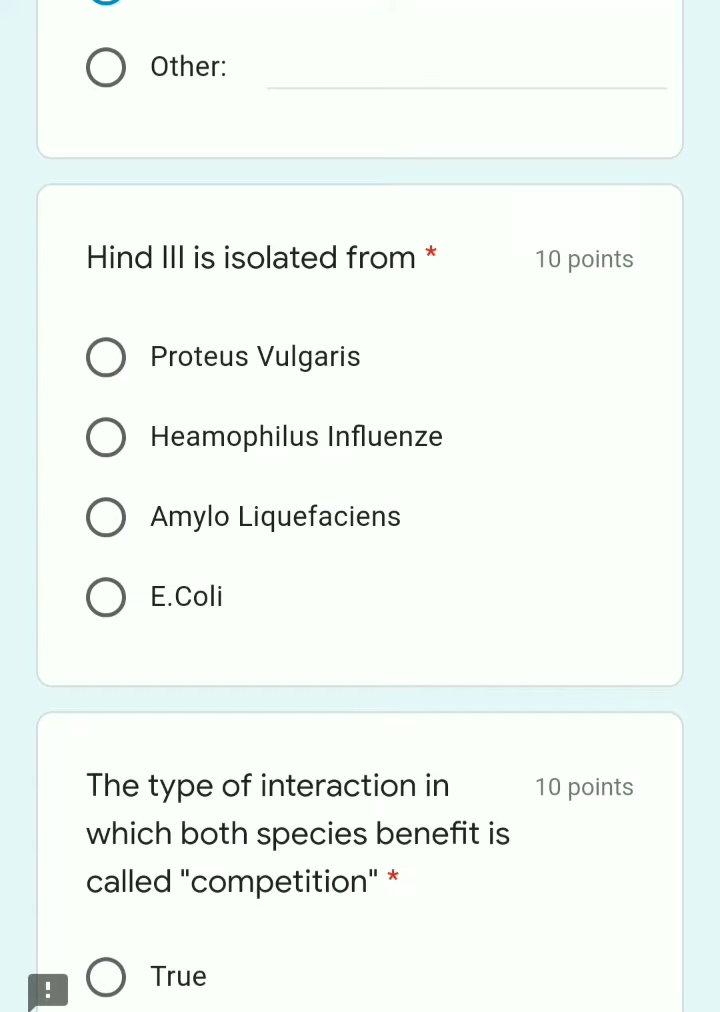 Other:
Hind III is isolated from *
10 points
Proteus Vulgaris
Heamophilus Influenze
Amylo Liquefaciens
E.Coli
The type of interaction in
10 points
which both species benefit is
called "competition" *
True
!